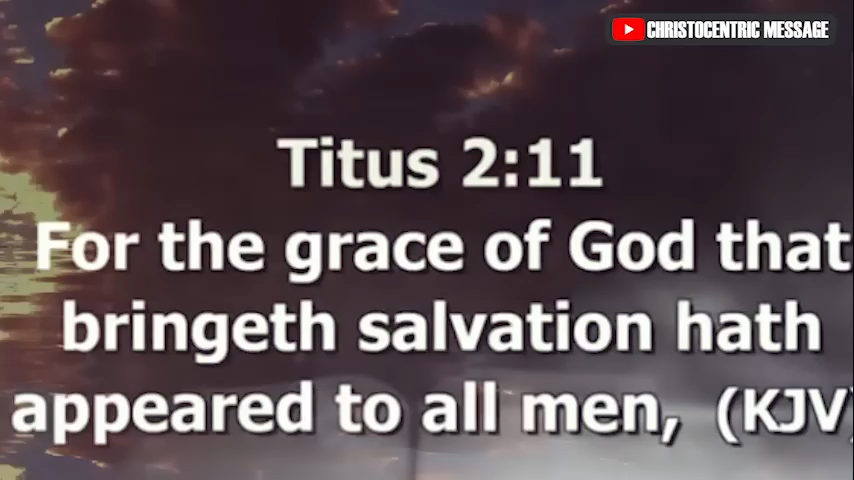 CHRISTOCENTRIC MESSAGE
Titus 2:11
For the grace of God that
bringeth salvation hath
appeared to all men, (KJV)